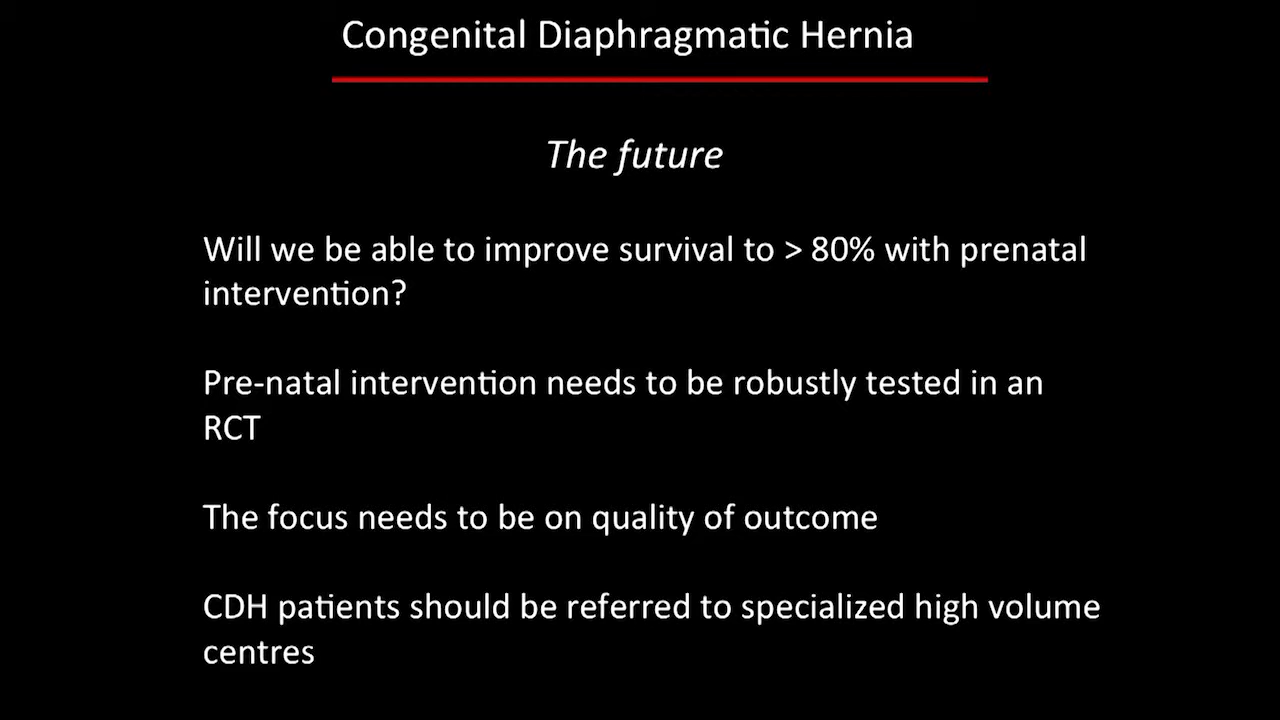 Congenital Diaphragmatic Hernia
The future
Will we be able to improve survival to > 80% with prenatal
intervention?
Pre-natal intervention needs to be robustly tested in an
RCT
The focus needs to be on quality of outcome
CDH patients should be referred to specialized high volume
centres